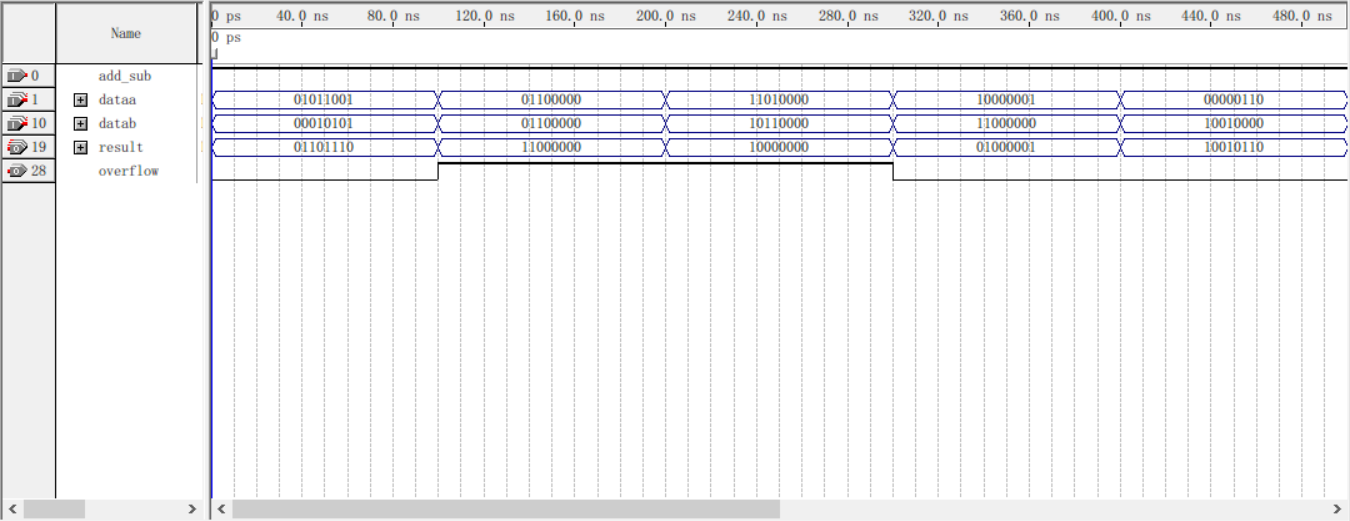 0 ps 40.0 ns 80.0 ns 120.0 ns 160.0 ns 200.0 ns 240.0 ns 280.0 ns 320.0 ns 360.0 ns 400.0 ns 440.0 ns 480.0 ns
Name
0 ps
0 add_sub
1 dataa 01011001 01100000 11010000 10000001 00000110
10 datab 00010101 01100000 10110000 11000000 10010000
19 result 01101110 11000000 10000000 01000001 10010110
28 overflow